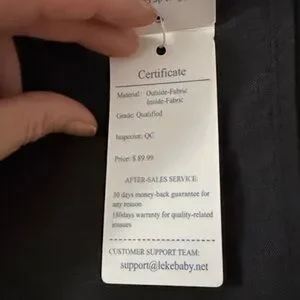 Certificate
Material: Outside-Fabric
Inside-Fabric
Grade: Qualified
Inspector: QC
Price: $ 89.99
AFTER-SALES SERVICE:
30 days money-back guarantee for
any reason
180days warranty for quality-related
issues
CUSTOMER SUPPORT TEAM:
support@lekebaby.net